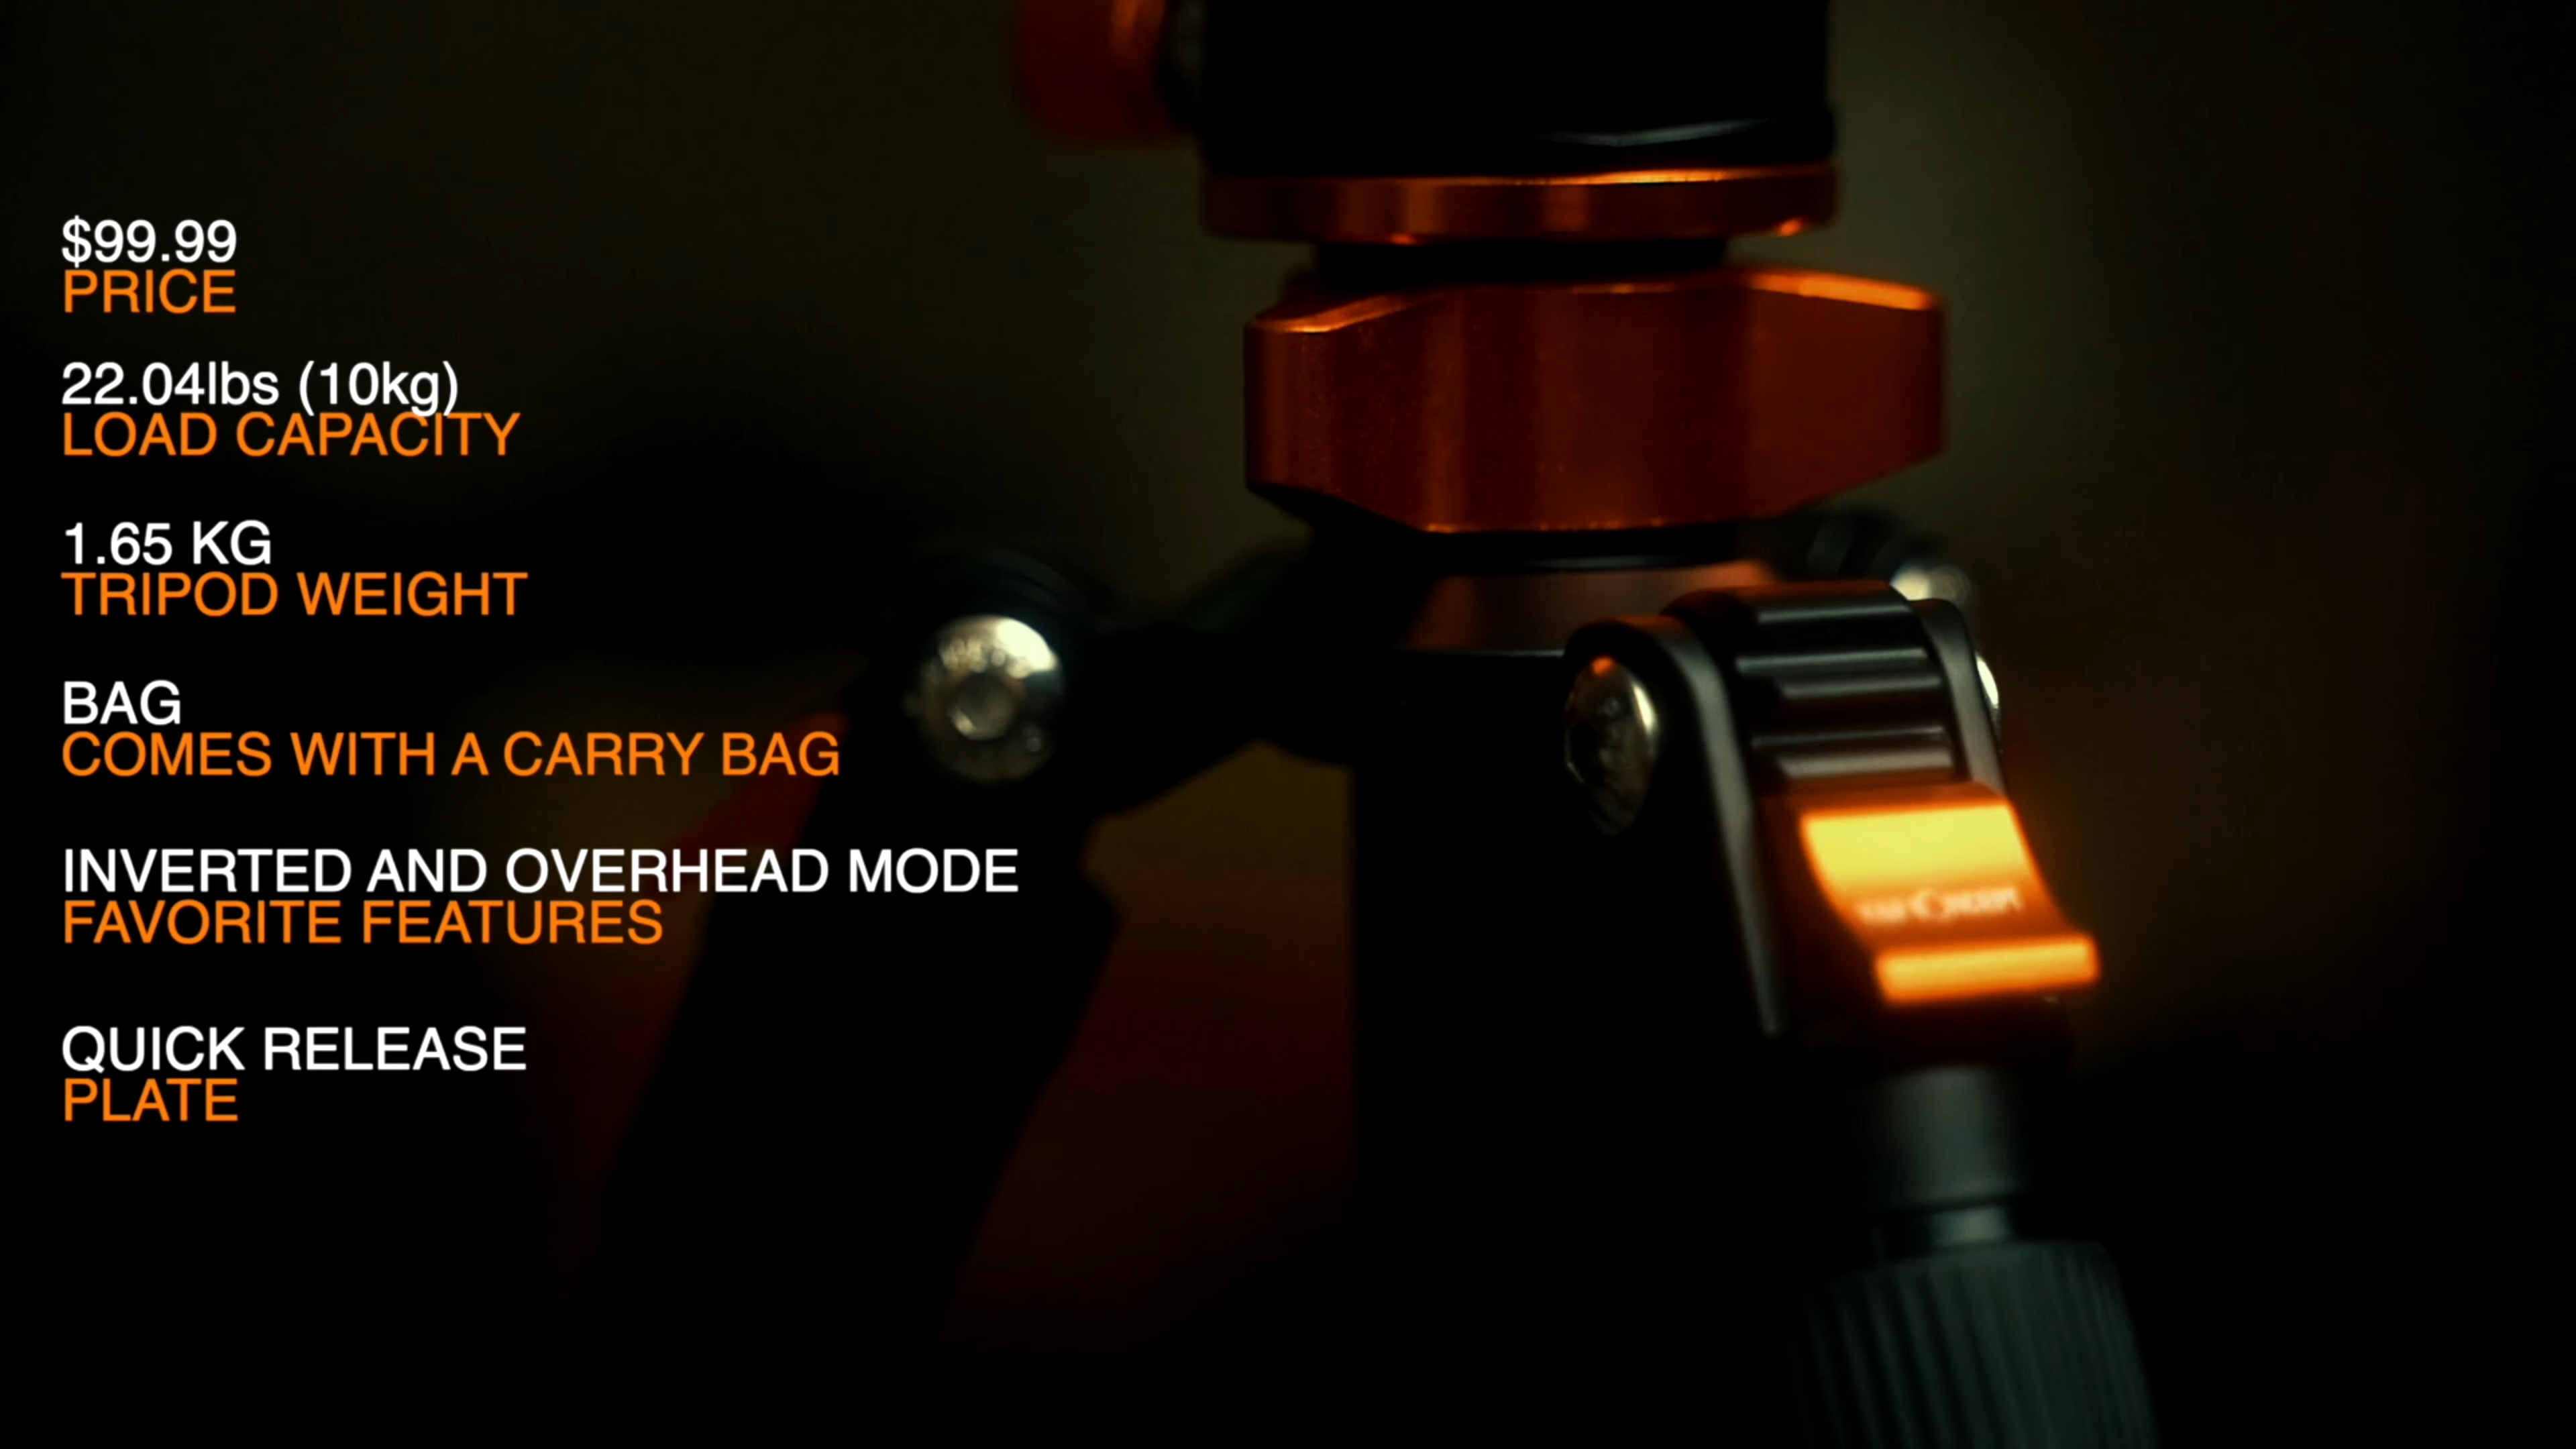 $99.99
PRICE
22.04lbs (10kg)
LOAD CAPACITY
1.65 KG
TRIPOD WEIGHT
BAG
COMES WITH A CARRY BAG
INVERTED AND OVERHEAD MODE
FAVORITE FEATURES
QUICK RELEASE
PLATE